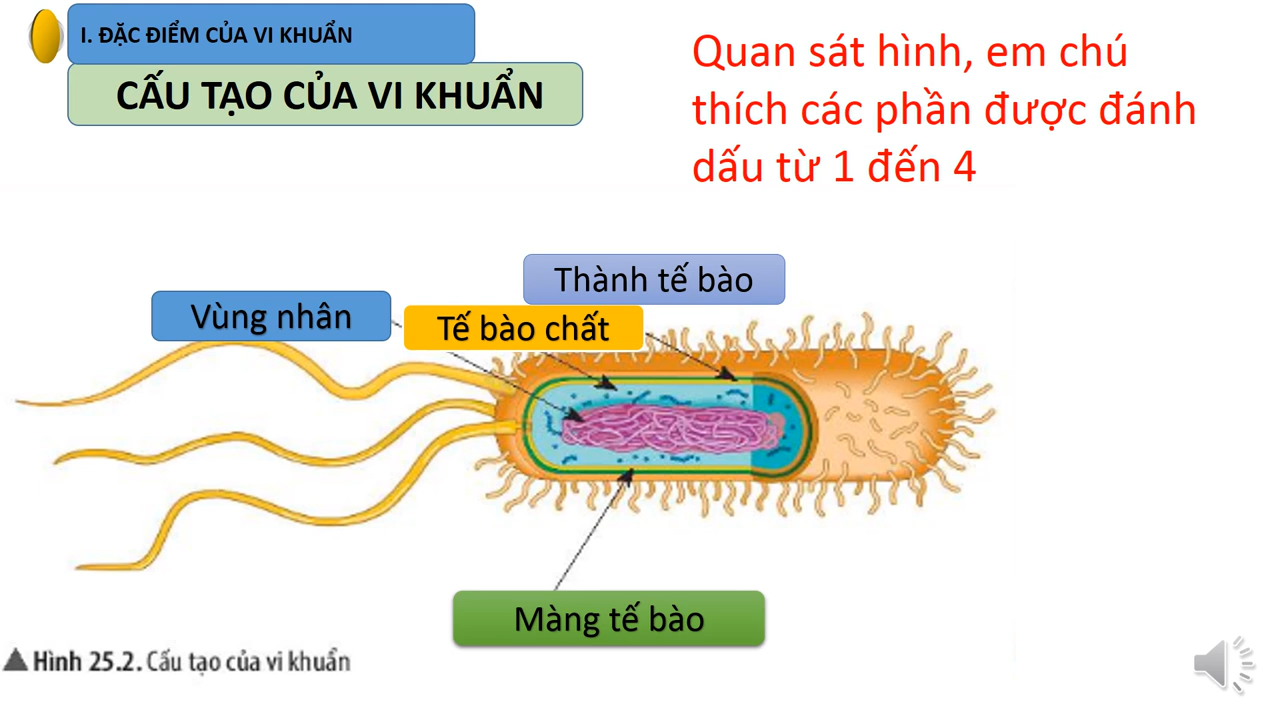 I. ĐẶC ĐIỂM CỦA VI KHUẨN
CẤU TẠO CỦA VI KHUẨN
Quan sát hình, em chú
thích các phần được đánh
dấu từ 1 đến 4
Thành tế bào
Vùng nhân
Tế bào chất
Màng tế bào
Hình 25.2. Cấu tạo của vi khuẩn